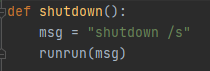 def shutdown():
    msg = "shutdown /s"
    runrun(msg)